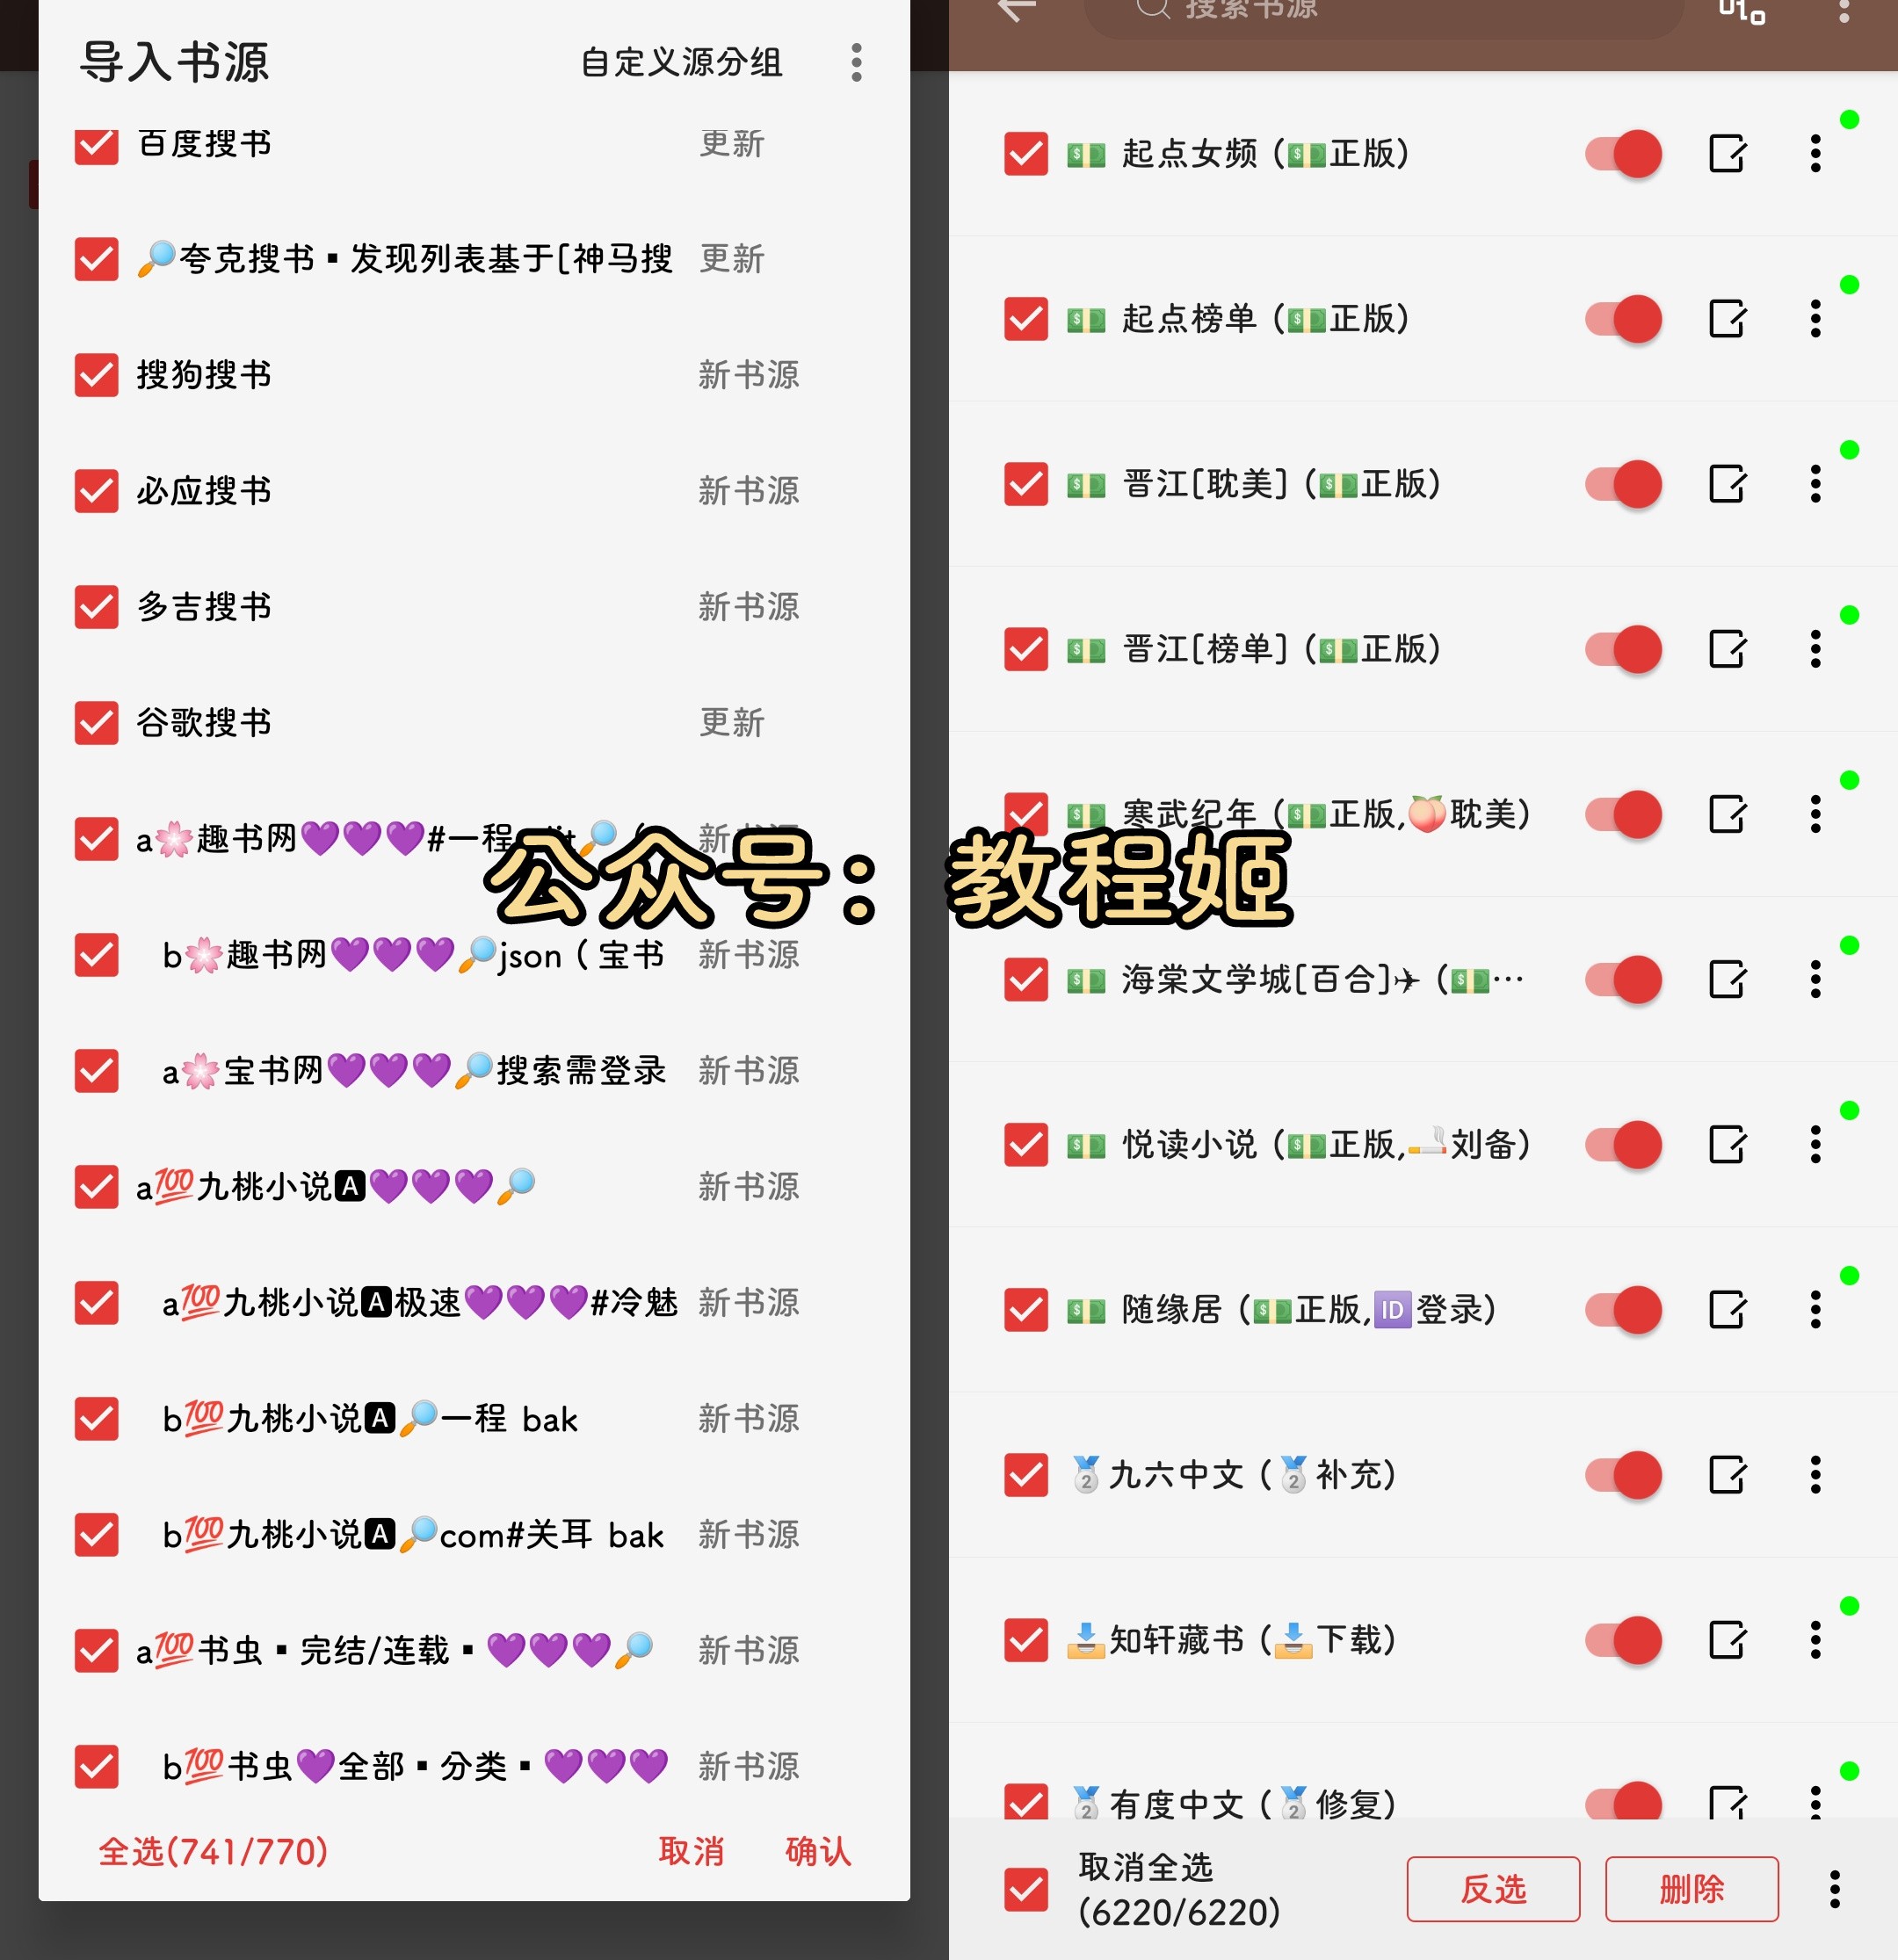 导入书源 自定义源分组
百度搜书 更新
🔎夸克搜书▪发现列表基于[神马搜 更新
搜狗搜书 新书源
必应搜书 新书源
多吉搜书 新书源
谷歌搜书 更新
a🌸趣书网💜💜💜#一程 🔎 新书源
b🌸趣书网💜💜💜🔎json（宝书 新书源
a🌸宝书网💜💜💜🔎搜索需登录 新书源
a💯九桃小说🅰💜💜💜🔎 新书源
a💯九桃小说🅰极速💜💜💜#冷魅 新书源
b💯九桃小说🅰🔎一程 bak 新书源
b💯九桃小说🅰🔎com#关耳 bak 新书源
a💯书虫▪完结/连载▪💜💜💜🔎 新书源
b💯书虫💜全部▪分类▪💜💜💜 新书源
全选(741/770) 取消 确认
公众号：教程姬
搜索书源
💵 起点女频（💵正版）
💵 起点榜单（💵正版）
💵 晋江[耽美]（💵正版）
💵 晋江[榜单]（💵正版）
💵 寒武纪年（💵正版,🍑耽美）
💵 海棠文学城[百合]✈（💵…
💵 悦读小说（💵正版,🚬刘备）
💵 随缘居（💵正版,🆔登录）
🥈九六中文（🥈补充）
📥知轩藏书（📥下载）
🥈有度中文（🥈修复）
取消全选
(6220/6220) 反选 删除